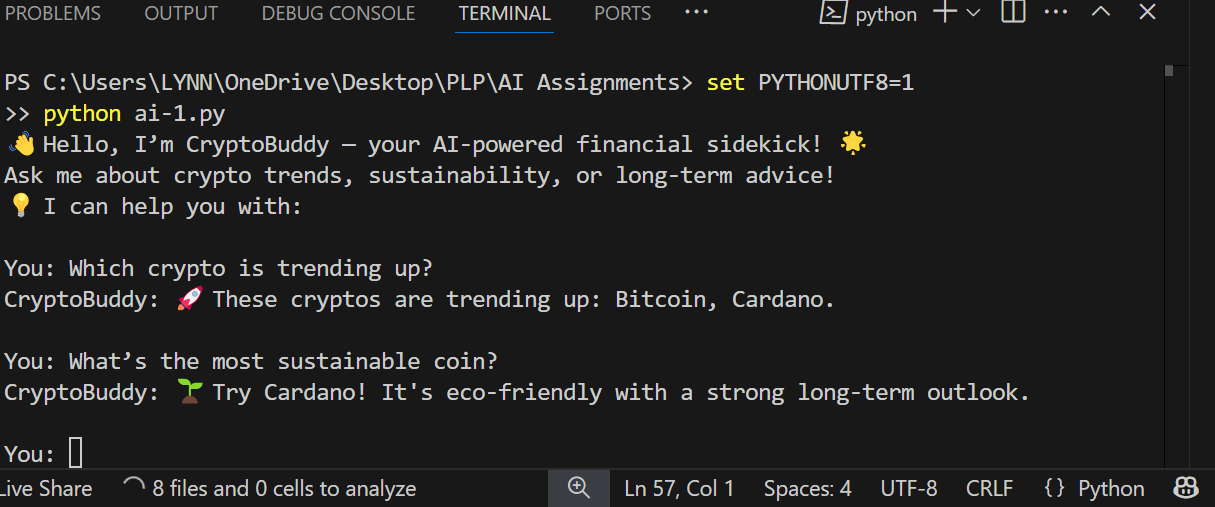 PROBLEMS OUTPUT DEBUG CONSOLE TERMINAL PORTS ··· python
PS C:\Users\LYNN\OneDrive\Desktop\PLP\AI Assignments> set PYTHONUTF8=1
>> python ai-1.py
👋 Hello, I’m CryptoBuddy — your AI-powered financial sidekick! 🌟
Ask me about crypto trends, sustainability, or long-term advice!
💡 I can help you with:
You: Which crypto is trending up?
CryptoBuddy: 🚀 These cryptos are trending up: Bitcoin, Cardano.
You: What’s the most sustainable coin?
CryptoBuddy: 🌱 Try Cardano! It's eco-friendly with a strong long-term outlook.
You:
Live Share 8 files and 0 cells to analyze Ln 57, Col 1 Spaces: 4 UTF-8 CRLF {} Python